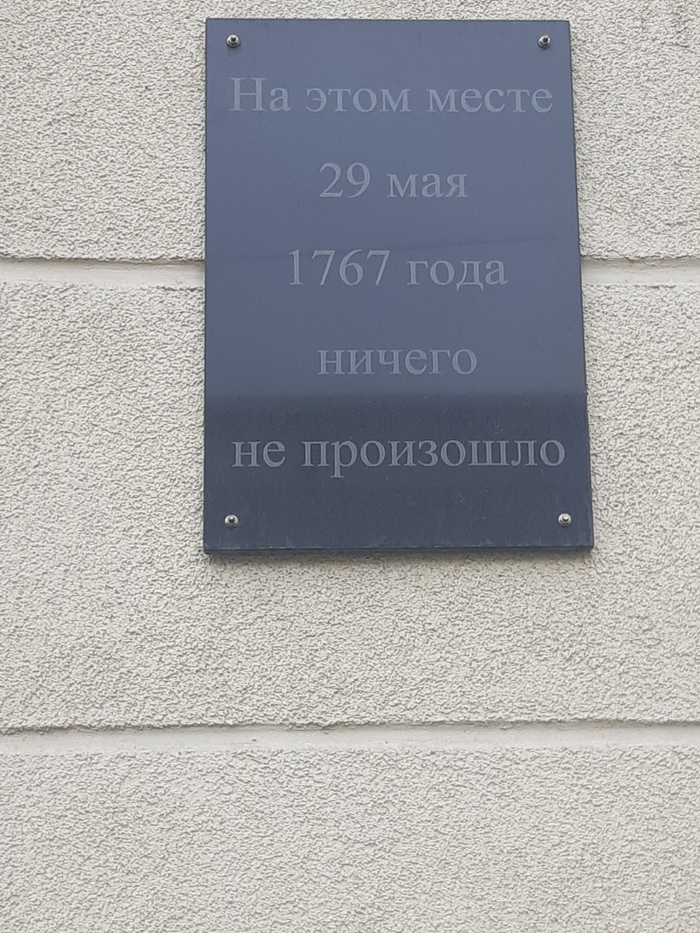 На этом месте
29 мая
1767 года
ничего
не произошло